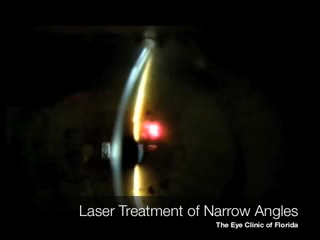 Laser Treatment of Narrow Angles
The Eye Clinic of Florida